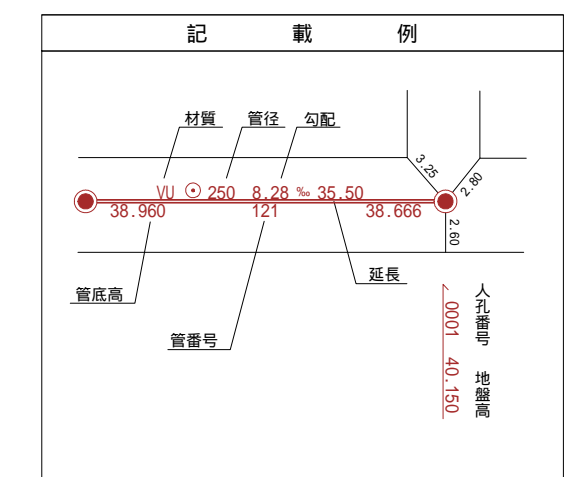 記 載 例
材質 管径 勾配
3.25
2.80
VU 250 8.28 ‰ 35.50
38.960 121 38.666
2.60
管底高
延長
管番号
人孔番号 地盤高
0001 40.150